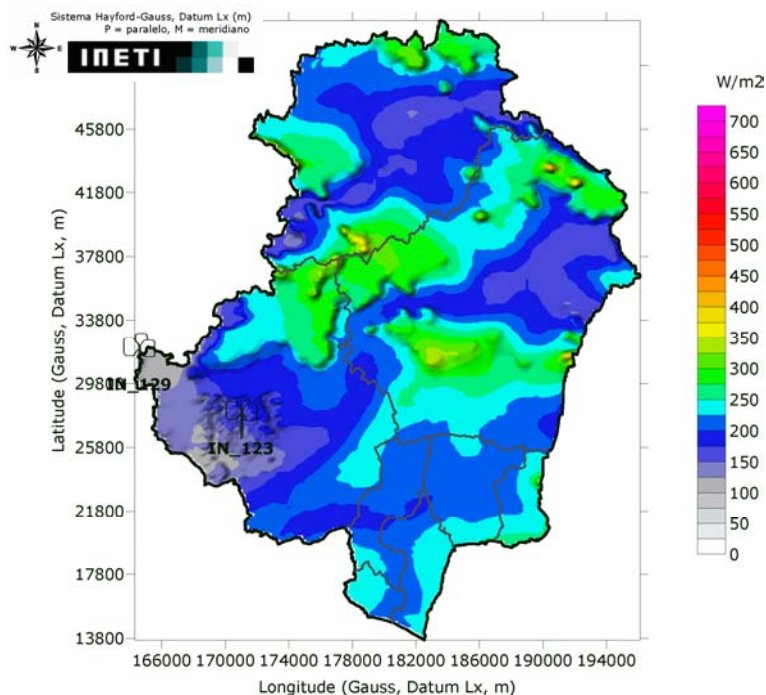 Sistema Hayford-Gauss, Datum Lx (m)
P = paralelo, M = meridiano
N
W E
S
INETI
W/m2
700
650
600
550
500
450
400
350
300
250
200
150
100
50
0
45800
41800
37800
33800
29800
25800
21800
17800
13800
Latitude (Gauss, Datum Lx, m)
IN_129
IN_123
166000 170000 174000 178000 182000 186000 190000 194000
Longitude (Gauss, Datum Lx, m)